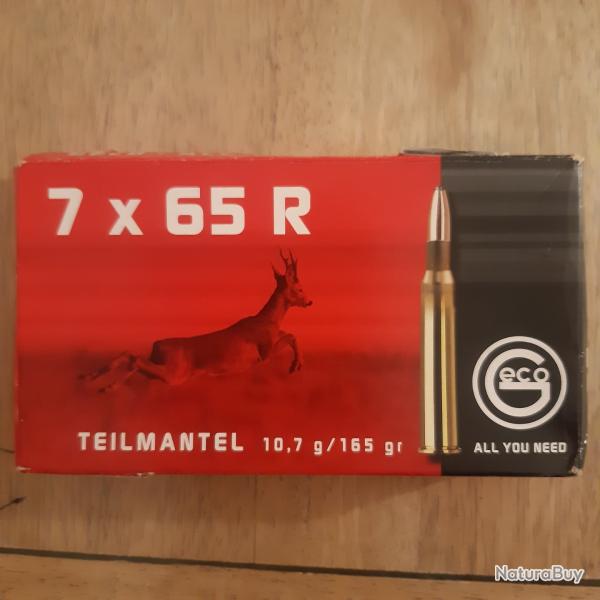 7 x 65 R
Geco
ALL YOU NEED
TEILMANTEL 10,7 g/165 gr
NaturaBuy